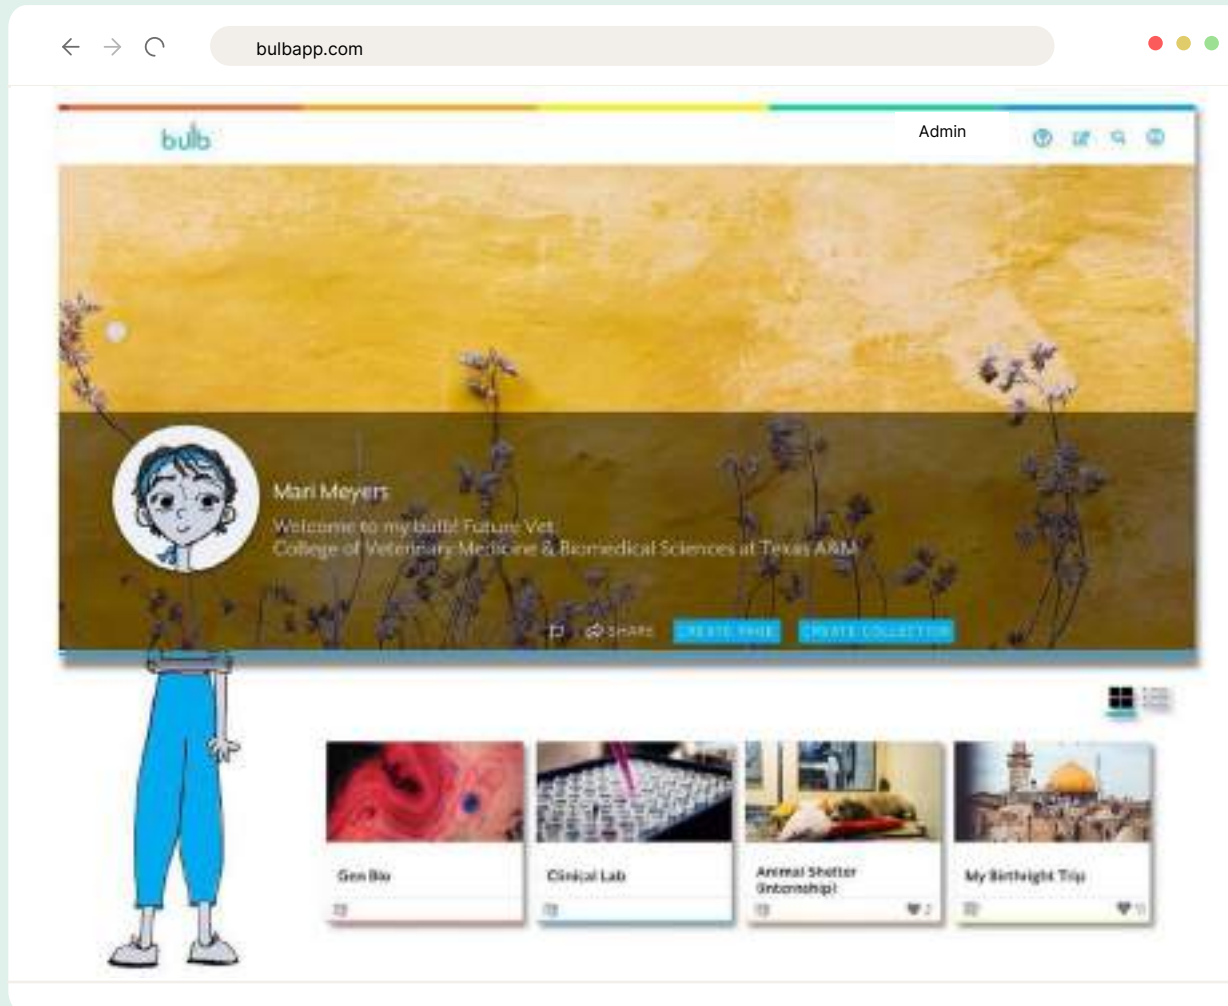 bulbapp.com
bulb
Admin
Mari Meyers
Welcome to my bulb! Future Vet
College of Veterinary Medicine & Biomedical Sciences at Texas A&M
SHARE
CREATE PAGE
CREATE COLLECTION
Gen Bio
Clinical Lab
Animal Shelter
(internship)
My Birthright Trip
2